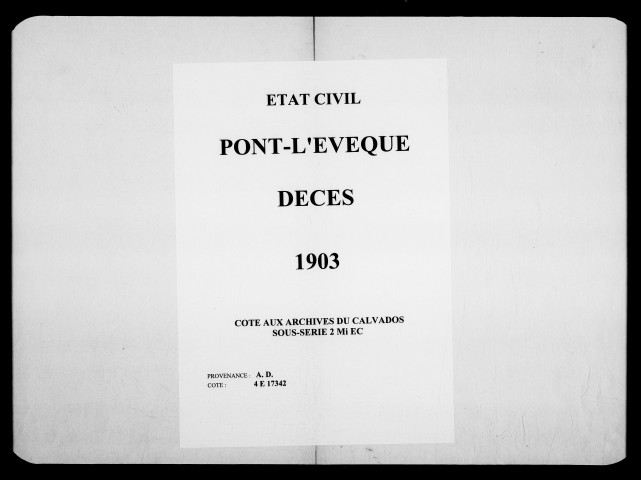 ETAT CIVIL
PONT-L'EVEQUE
DECES
1903
COTE AUX ARCHIVES DU CALVADOS
SOUS-SERIE 2 Mi EC
PROVENANCE : A. D.
COTE : 4 E 17342